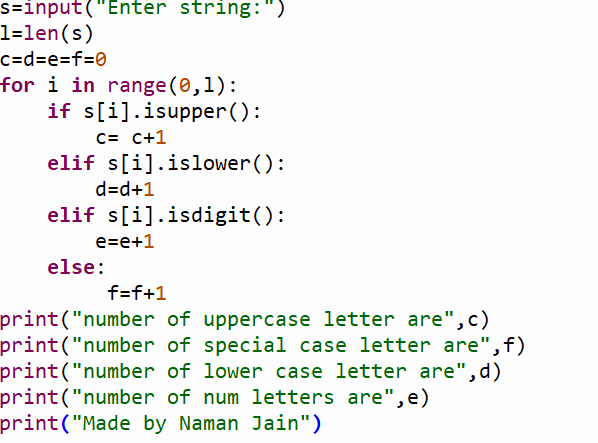 s=input("Enter string:")
l=len(s)
c=d=e=f=0
for i in range(0,l):
    if s[i].isupper():
        c= c+1
    elif s[i].islower():
        d=d+1
    elif s[i].isdigit():
        e=e+1
    else:
         f=f+1
print("number of uppercase letter are",c)
print("number of special case letter are",f)
print("number of lower case letter are",d)
print("number of num letters are",e)
print("Made by Naman Jain")